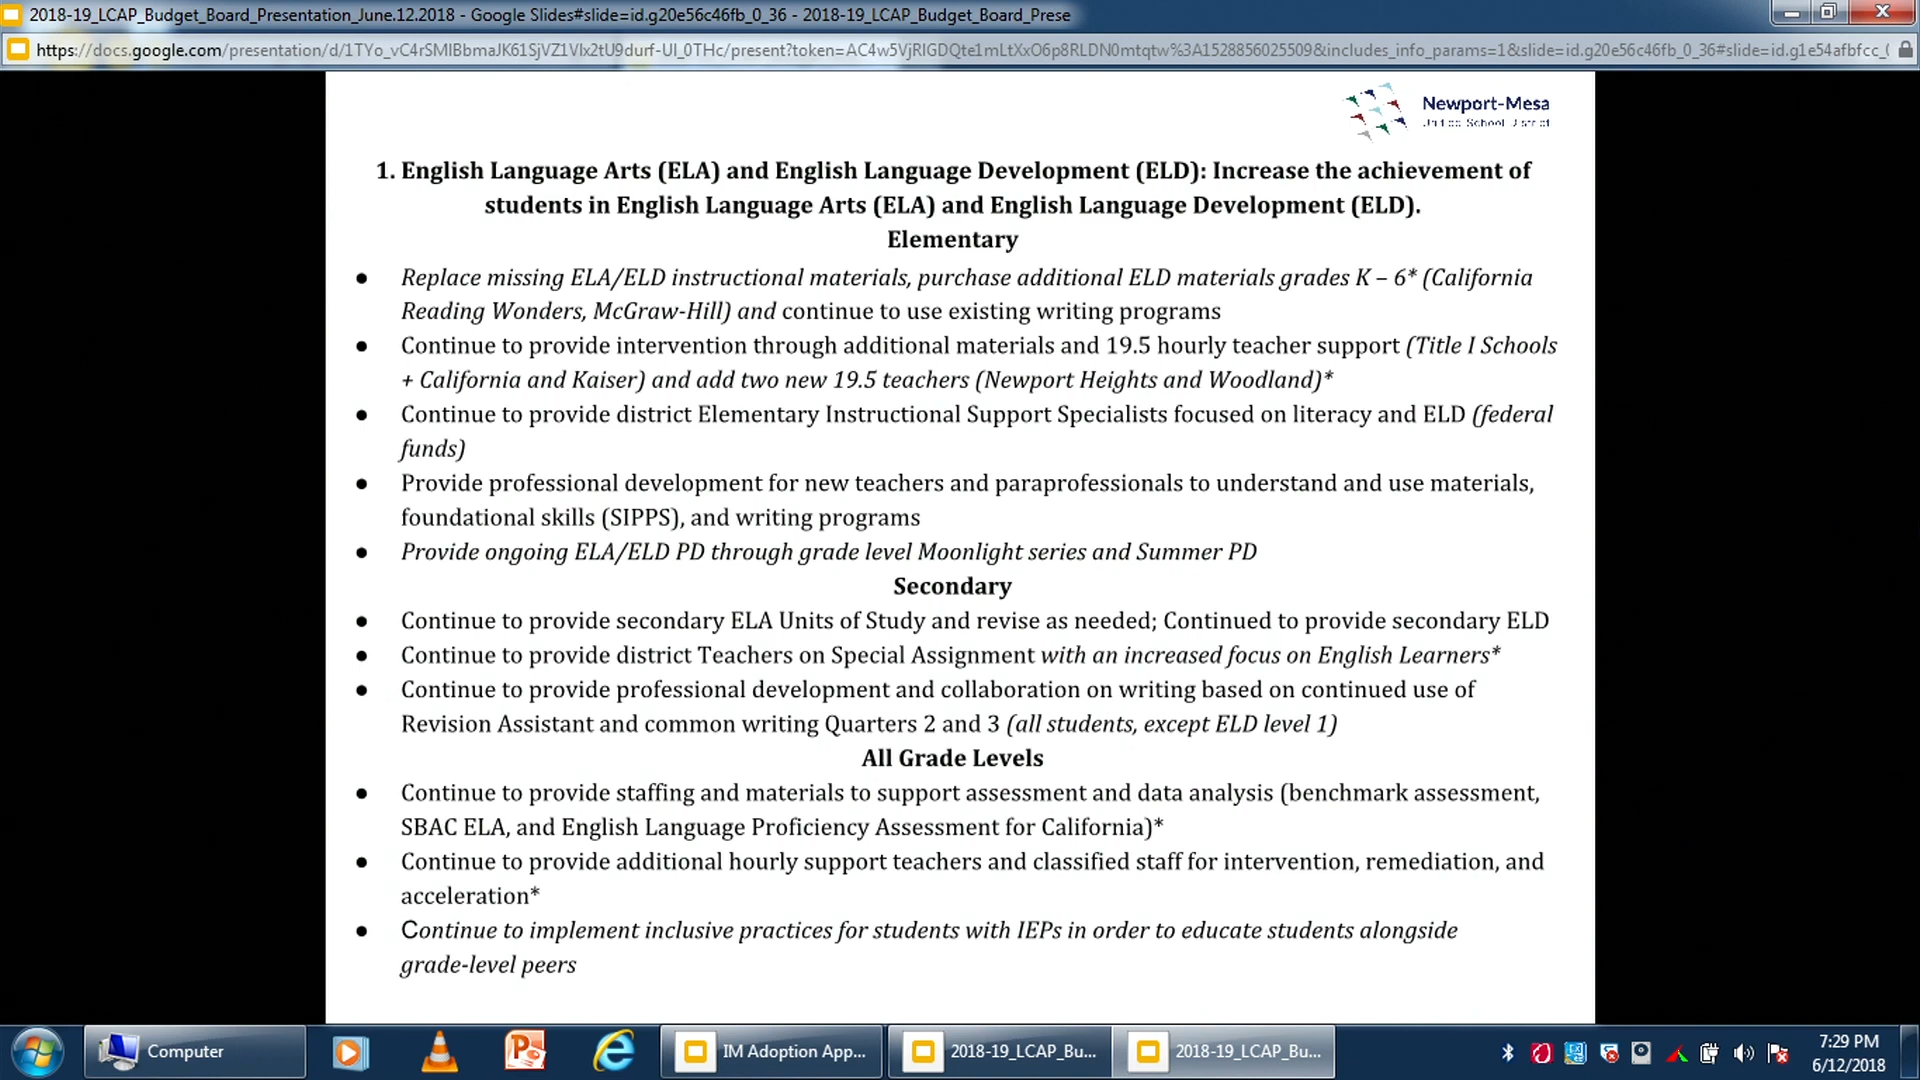 2018-19_LCAP_Budget_Board_Presentation_June.12.2018 - Google Slides#slide=id.g20e56c46fb_0_36 - 2018-19_LCAP_Budget_Board_Prese
https://docs.google.com/presentation/d/1TYo_vC4rSMIBbmaJK61SjVZ1VIx2tU9durf-UI_0THc/present?token=AC4w5VjRIGDQte1mLtXxO6p8RLDN0mtqtw%3A1528856025509&includes_info_params=1&slide=id.g20e56c46fb_0_36#slide=id.g1e54afbfcc_(
Newport-Mesa
Unified School District
1. English Language Arts (ELA) and English Language Development (ELD): Increase the achievement of
students in English Language Arts (ELA) and English Language Development (ELD).
Elementary
● Replace missing ELA/ELD instructional materials, purchase additional ELD materials grades K – 6* (California
Reading Wonders, McGraw-Hill) and continue to use existing writing programs
● Continue to provide intervention through additional materials and 19.5 hourly teacher support (Title I Schools
+ California and Kaiser) and add two new 19.5 teachers (Newport Heights and Woodland)*
● Continue to provide district Elementary Instructional Support Specialists focused on literacy and ELD (federal
funds)
● Provide professional development for new teachers and paraprofessionals to understand and use materials,
foundational skills (SIPPS), and writing programs
● Provide ongoing ELA/ELD PD through grade level Moonlight series and Summer PD
Secondary
● Continue to provide secondary ELA Units of Study and revise as needed; Continued to provide secondary ELD
● Continue to provide district Teachers on Special Assignment with an increased focus on English Learners*
● Continue to provide professional development and collaboration on writing based on continued use of
Revision Assistant and common writing Quarters 2 and 3 (all students, except ELD level 1)
All Grade Levels
● Continue to provide staffing and materials to support assessment and data analysis (benchmark assessment,
SBAC ELA, and English Language Proficiency Assessment for California)*
● Continue to provide additional hourly support teachers and classified staff for intervention, remediation, and
acceleration*
● Continue to implement inclusive practices for students with IEPs in order to educate students alongside
grade-level peers
Computer
IM Adoption App...
2018-19_LCAP_Bu...
2018-19_LCAP_Bu...
7:29 PM
6/12/2018